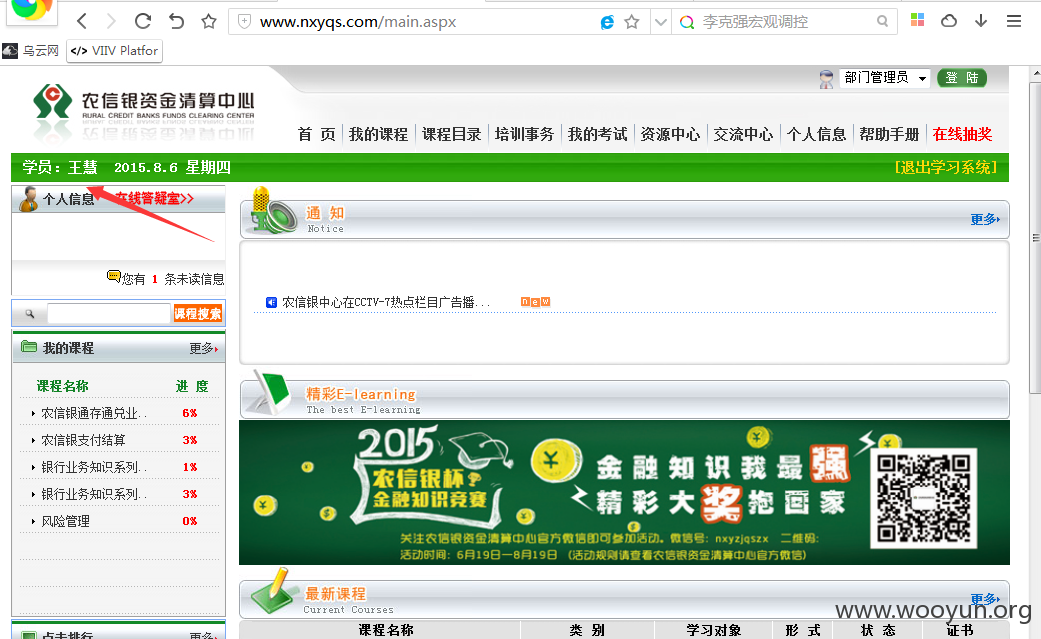 www.nxyqs.com/main.aspx
李克强宏观调控
乌云网 </> VIIV Platfor
部门管理员 登 陆
农信银资金清算中心
RURAL CREDIT BANKS FUNDS CLEARING CENTER
首 页 我的课程 课程目录 培训事务 我的考试 资源中心 交流中心 个人信息 帮助手册 在线抽奖
学员：王慧 2015.8.6 星期四 [退出学习系统]
个人信息 在线答疑室>>
通 知
Notice
更多
您有 1 条未读信息
农信银中心在CCTV-7热点栏目广告播... new
课程搜索
我的课程 更多
课程名称 进 度
农信银通存通兑业.. 6%
农信银支付结算 3%
银行业务知识系列.. 1%
银行业务知识系列.. 3%
风险管理 0%
精彩E-learning
The best E-learning
2015
农信银杯
金融知识竞赛
金融知识我最强
精彩大奖抱回家
关注农信银资金清算中心官方微信即可参加活动。微信号：nxyzjqszx 二维码:
活动时间：6月19日—8月19日 （活动规则请查看农信银资金清算中心官方微信）
最新课程
Current Courses
更多
课程名称 类 别 学习对象 形 式 状 态 证书
点击排行 更多
www.wooyun.org